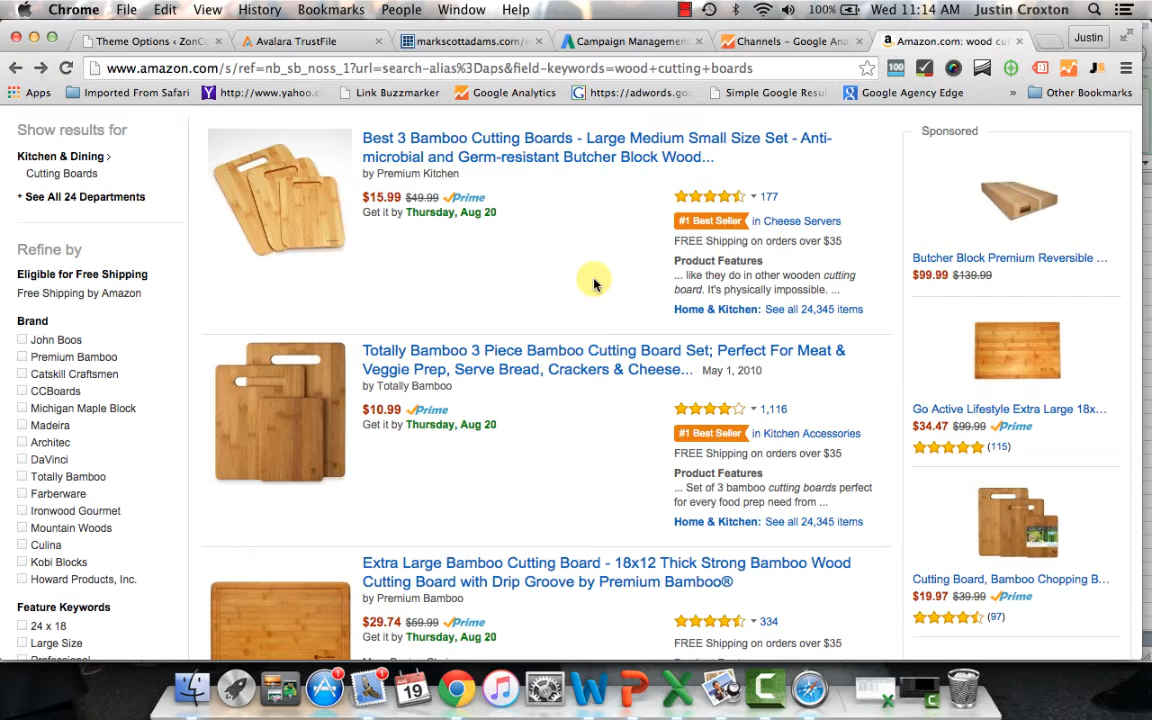 Chrome File Edit View History Bookmarks People Window Help 100% Wed 11:14 AM Justin Croxton
Theme Options ‹ ZonCo
Avalara TrustFile
markscottadams.com/
Campaign Management
Channels – Google Ana
Amazon.com: wood cu
Justin
www.amazon.com/s/ref=nb_sb_noss_1?url=search-alias%3Daps&field-keywords=wood+cutting+boards
Apps Imported From Safari http://www.yahoo.c Link Buzzmarker Google Analytics https://adwords.go Simple Google Resu Google Agency Edge » Other Bookmarks
Show results for
Kitchen & Dining ›
Cutting Boards
+ See All 24 Departments
Refine by
Eligible for Free Shipping
Free Shipping by Amazon
Brand
John Boos
Premium Bamboo
Catskill Craftsmen
CCBoards
Michigan Maple Block
Madeira
Architec
DaVinci
Totally Bamboo
Farberware
Ironwood Gourmet
Mountain Woods
Culina
Kobi Blocks
Howard Products, Inc.
Feature Keywords
24 x 18
Large Size
Professional
Best 3 Bamboo Cutting Boards - Large Medium Small Size Set - Anti-
microbial and Germ-resistant Butcher Block Wood...
by Premium Kitchen
$15.99 $49.99 Prime
Get it by Thursday, Aug 20
177
#1 Best Seller in Cheese Servers
FREE Shipping on orders over $35
Product Features
... like they do in other wooden cutting
board. It's physically impossible. ...
Home & Kitchen: See all 24,345 items
Totally Bamboo 3 Piece Bamboo Cutting Board Set; Perfect For Meat &
Veggie Prep, Serve Bread, Crackers & Cheese... May 1, 2010
by Totally Bamboo
$10.99 Prime
Get it by Thursday, Aug 20
1,116
#1 Best Seller in Kitchen Accessories
FREE Shipping on orders over $35
Product Features
... Set of 3 bamboo cutting boards perfect
for every food prep need from ...
Home & Kitchen: See all 24,345 items
Extra Large Bamboo Cutting Board - 18x12 Thick Strong Bamboo Wood
Cutting Board with Drip Groove by Premium Bamboo®
by Premium Bamboo
$29.74 $59.99 Prime
Get it by Thursday, Aug 20
334
FREE Shipping on orders over $35
Sponsored
Butcher Block Premium Reversible ...
$99.99 $139.99
Go Active Lifestyle Extra Large 18x...
$34.47 $99.99 Prime
(115)
Cutting Board, Bamboo Chopping B...
$19.97 $39.99 Prime
(97)